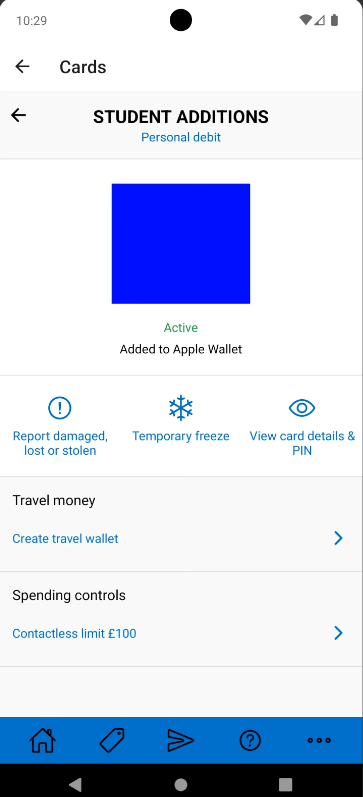 10:29
Cards
STUDENT ADDITIONS
Personal debit
Active
Added to Apple Wallet
Report damaged,
lost or stolen
Temporary freeze
View card details &
PIN
Travel money
Create travel wallet
Spending controls
Contactless limit £100